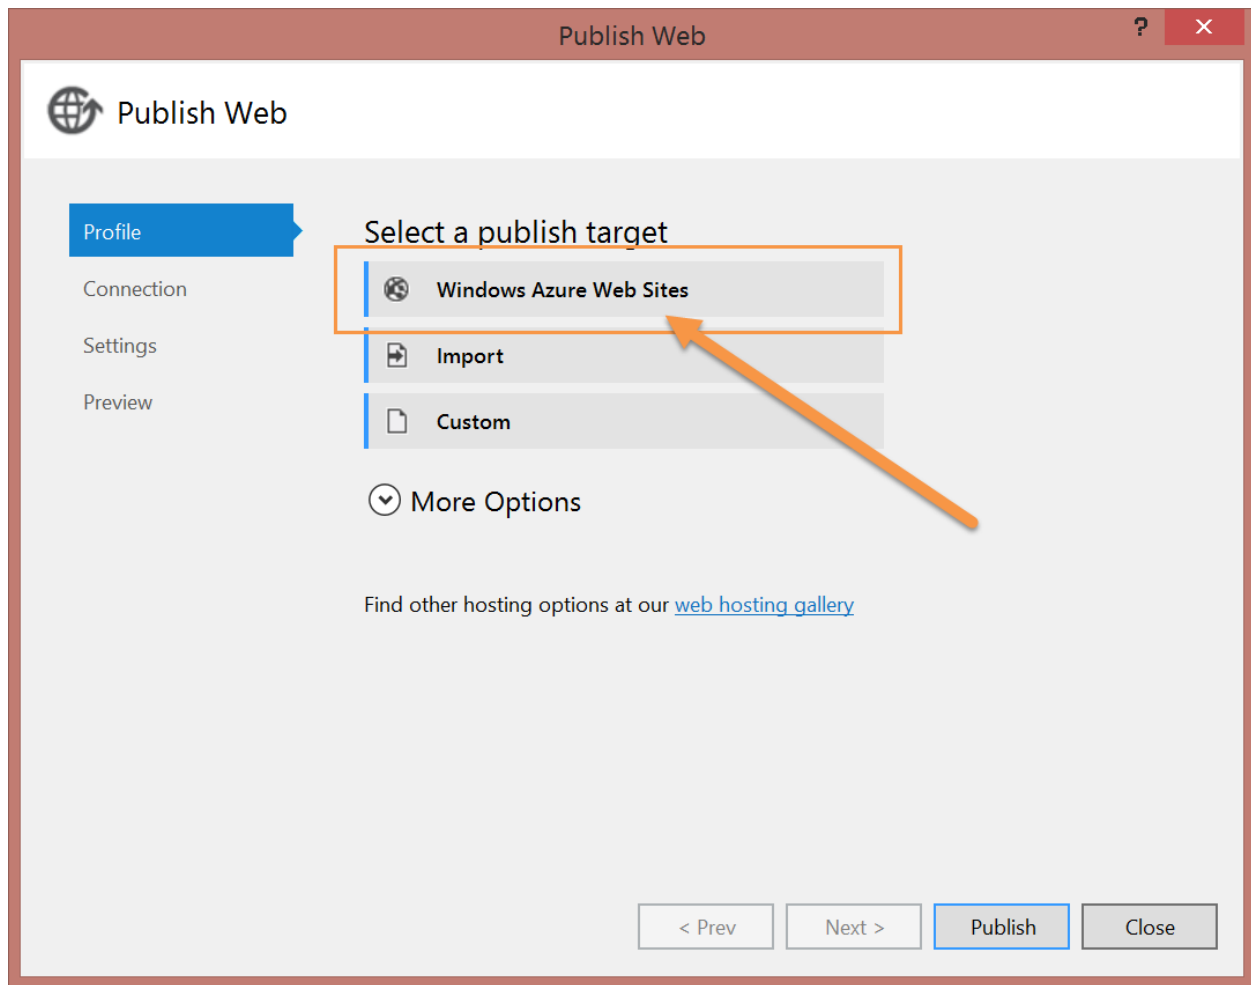 Publish Web
?
Publish Web
Profile
Connection
Settings
Preview
Select a publish target
Windows Azure Web Sites
Import
Custom
More Options
Find other hosting options at our web hosting gallery
< Prev
Next >
Publish
Close